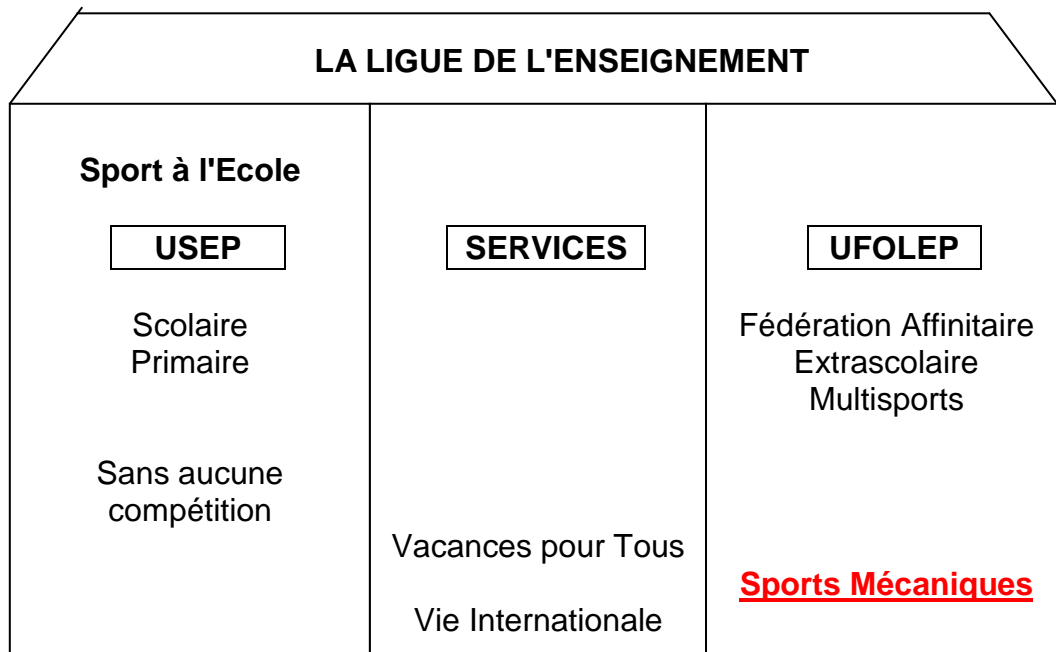 LA LIGUE DE L'ENSEIGNEMENT
Sport à l'Ecole
USEP
Scolaire
Primaire
Sans aucune
compétition
SERVICES
Vacances pour Tous
Vie Internationale
UFOLEP
Fédération Affinitaire
Extrascolaire
Multisports
Sports Mécaniques